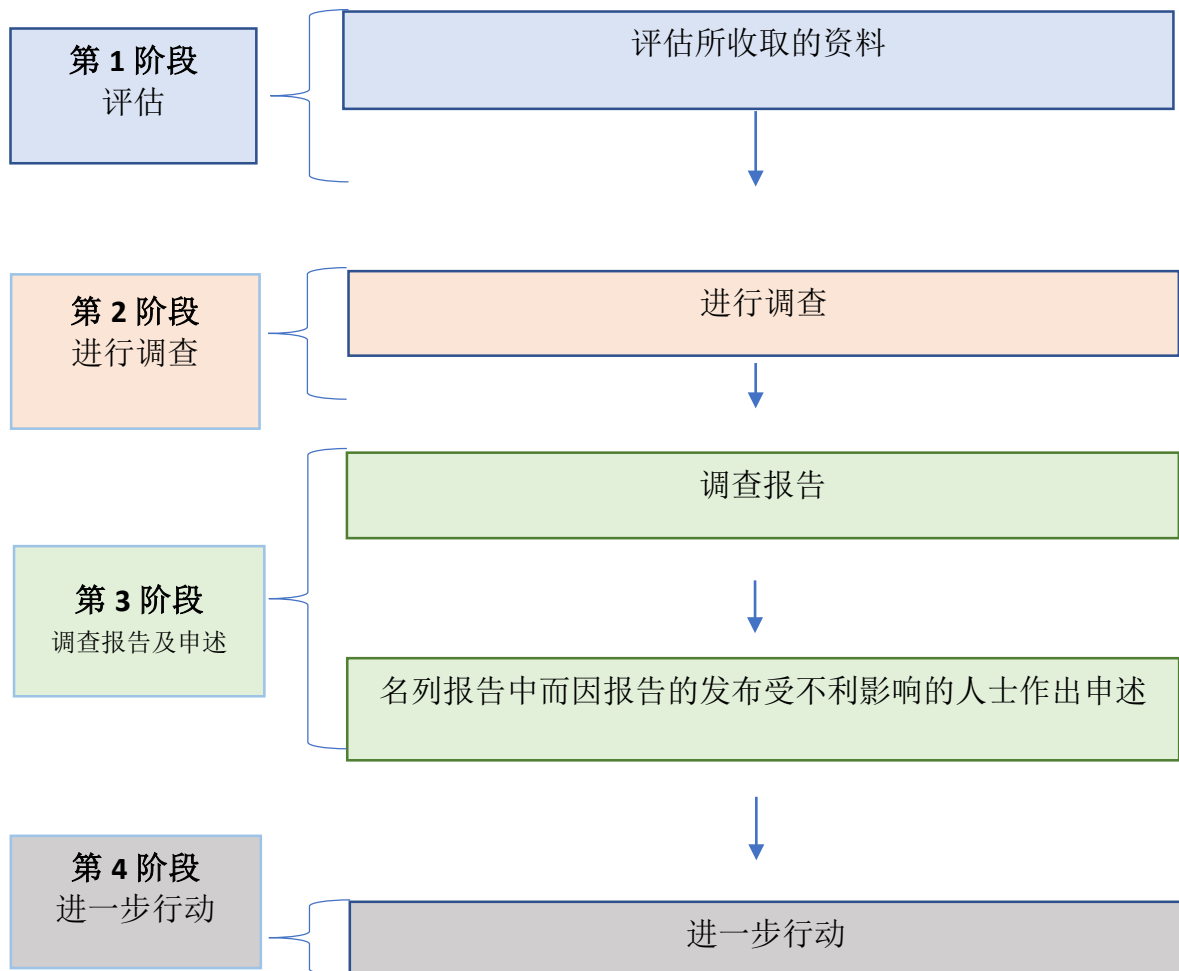 第 1 阶段
评估
评估所收取的资料
第 2 阶段
进行调查
进行调查
调查报告
第 3 阶段
调查报告及申述
名列报告中而因报告的发布受不利影响的人士作出申述
第 4 阶段
进一步行动
进一步行动